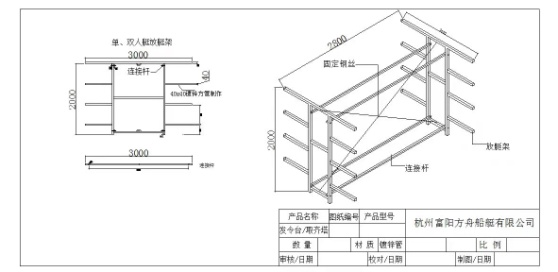 单、双人艇放艇架
3000
连接杆
40x40镀锌方管制作
2000
3000
连接杆
2800
固定钢丝
2000
放艇架
连接杆
产品名称 图纸编号 产品型号 杭州富阳方舟船艇有限公司
发令台/取齐塔
数 量 材 质 镀锌管 比 例
审核/日期 校对/日期 制图/日期